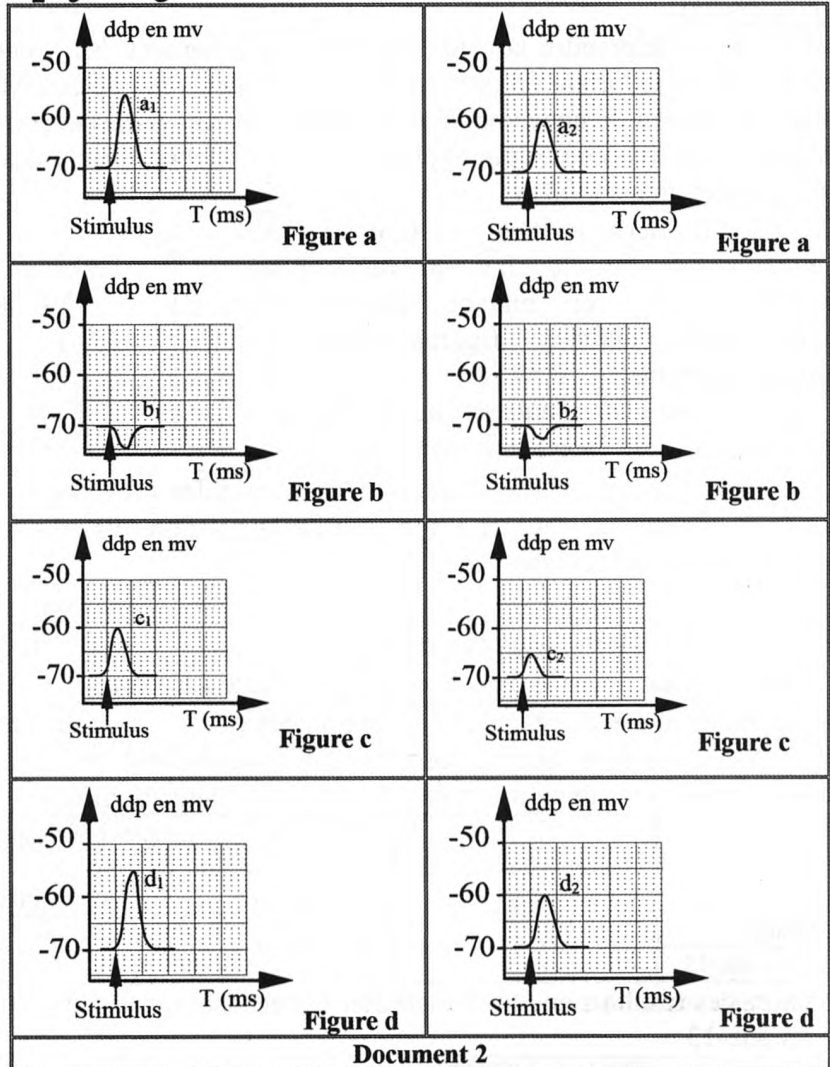 ddp en mv
-50
-60
-70
a1
Stimulus
T (ms)
Figure a
ddp en mv
-50
-60
-70
a2
Stimulus
T (ms)
Figure a
ddp en mv
-50
-60
-70
b1
Stimulus
T (ms)
Figure b
ddp en mv
-50
-60
-70
b2
Stimulus
T (ms)
Figure b
ddp en mv
-50
-60
-70
c1
Stimulus
T (ms)
Figure c
ddp en mv
-50
-60
-70
c2
Stimulus
T (ms)
Figure c
ddp en mv
-50
-60
-70
d1
Stimulus
T (ms)
Figure d
ddp en mv
-50
-60
-70
d2
Stimulus
T (ms)
Figure d
Document 2